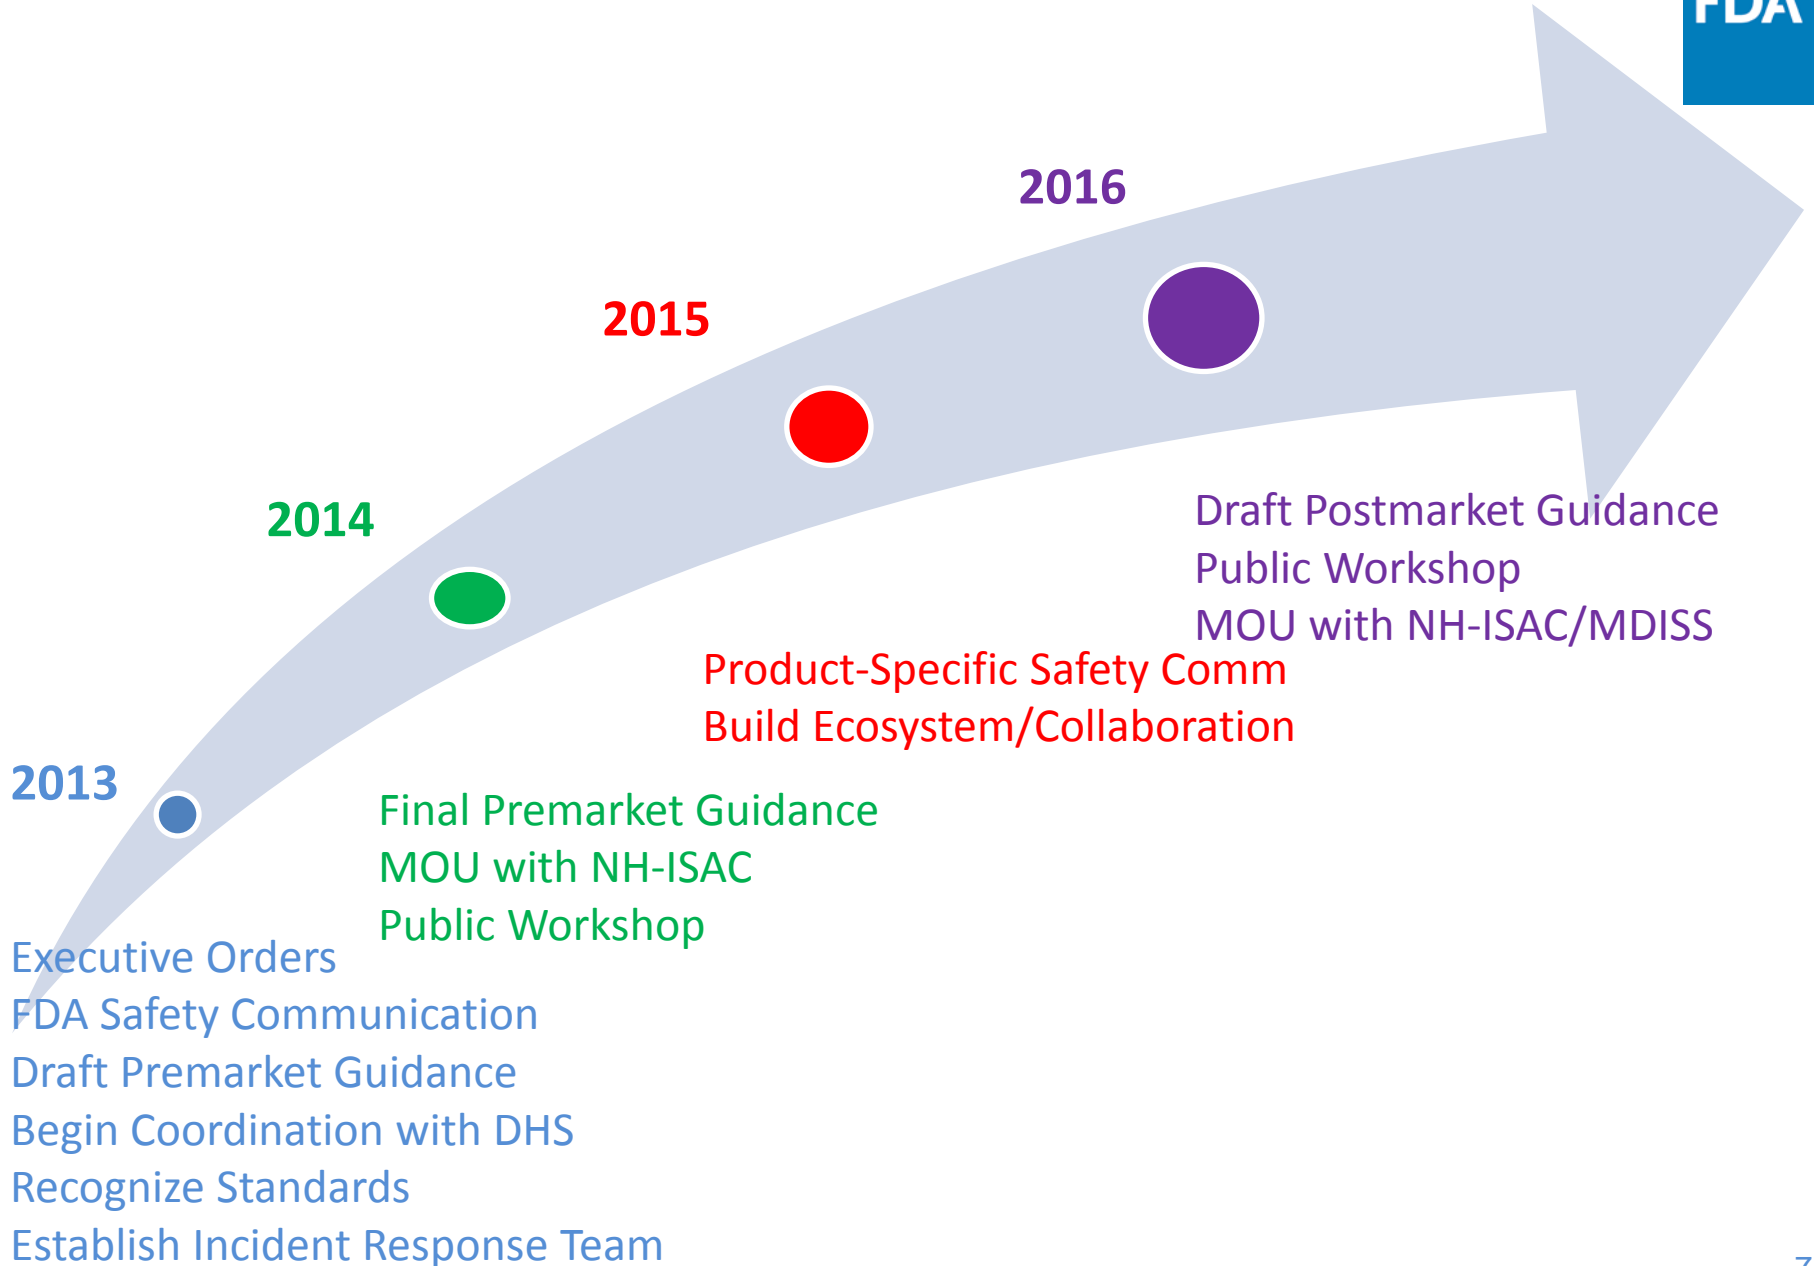 FDA
2016
2015
2014
2013
Draft Postmarket Guidance
Public Workshop
MOU with NH-ISAC/MDISS
Product-Specific Safety Comm
Build Ecosystem/Collaboration
Final Premarket Guidance
MOU with NH-ISAC
Public Workshop
Executive Orders
FDA Safety Communication
Draft Premarket Guidance
Begin Coordination with DHS
Recognize Standards
Establish Incident Response Team
7